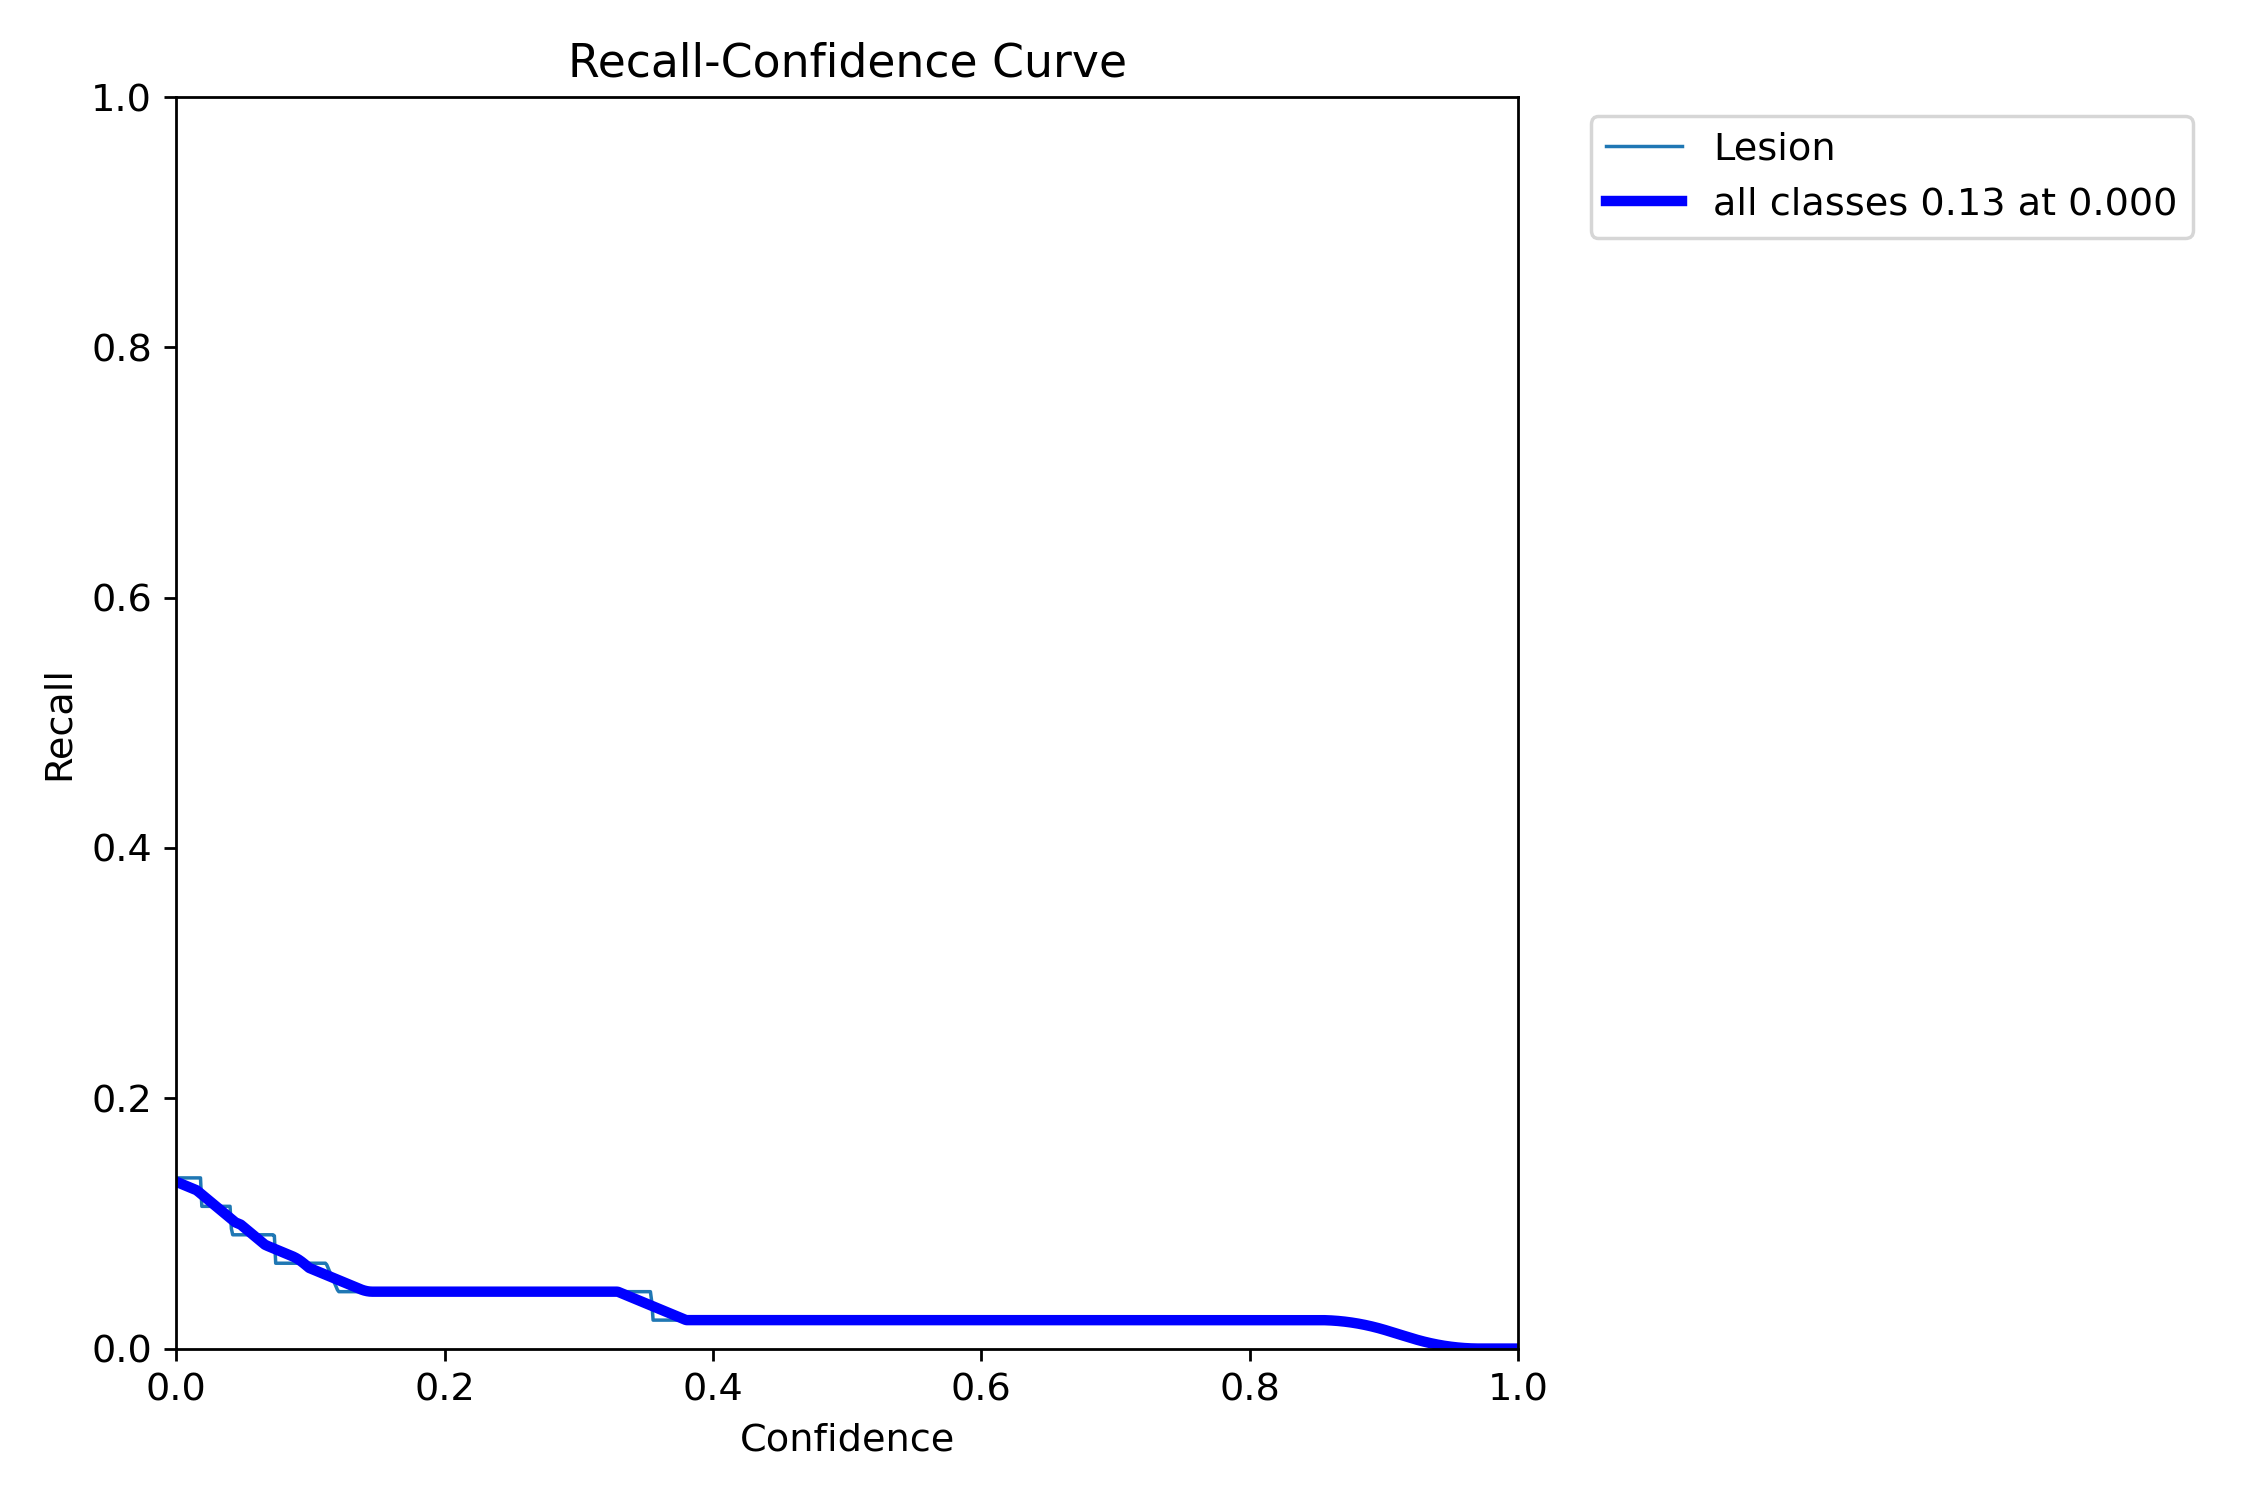 Recall-Confidence Curve
1.0
0.8
0.6
0.4
0.2
0.0
Recall
0.0 0.2 0.4 0.6 0.8 1.0
Confidence
Lesion
all classes 0.13 at 0.000